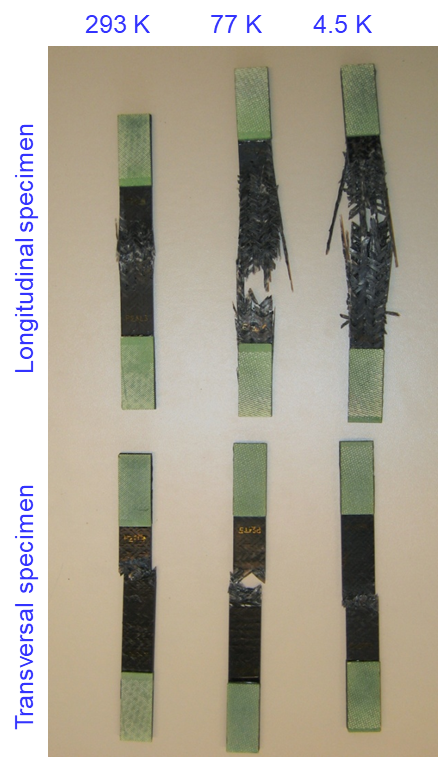 293 K 77 K 4.5 K
Longitudinal specimen
Transversal specimen